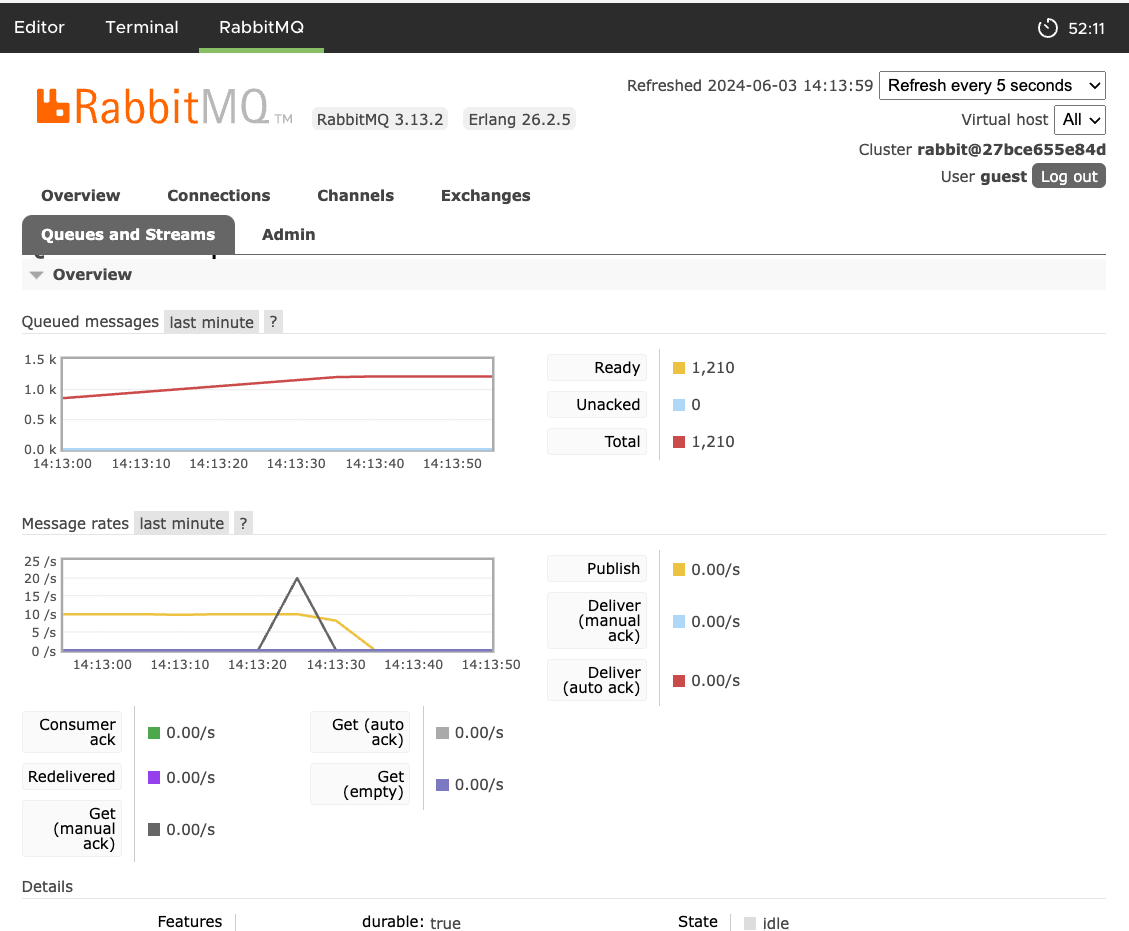 Editor Terminal RabbitMQ 52:11
Refreshed 2024-06-03 14:13:59 Refresh every 5 seconds
RabbitMQ TM RabbitMQ 3.13.2 Erlang 26.2.5
Virtual host All
Cluster rabbit@27bce655e84d
User guest Log out
Overview Connections Channels Exchanges
Queues and Streams Admin
Overview
Queued messages last minute ?
1.5 k
1.0 k
0.5 k
0.0 k
14:13:00 14:13:10 14:13:20 14:13:30 14:13:40 14:13:50
Ready 1,210
Unacked 0
Total 1,210
Message rates last minute ?
25 /s
20 /s
15 /s
10 /s
5 /s
0 /s
14:13:00 14:13:10 14:13:20 14:13:30 14:13:40 14:13:50
Publish 0.00/s
Deliver
(manual 0.00/s
ack)
Deliver
(auto ack) 0.00/s
Consumer
ack 0.00/s
Redelivered 0.00/s
Get
(manual 0.00/s
ack)
Get (auto
ack) 0.00/s
Get
(empty) 0.00/s
Details
Features durable: true State idle